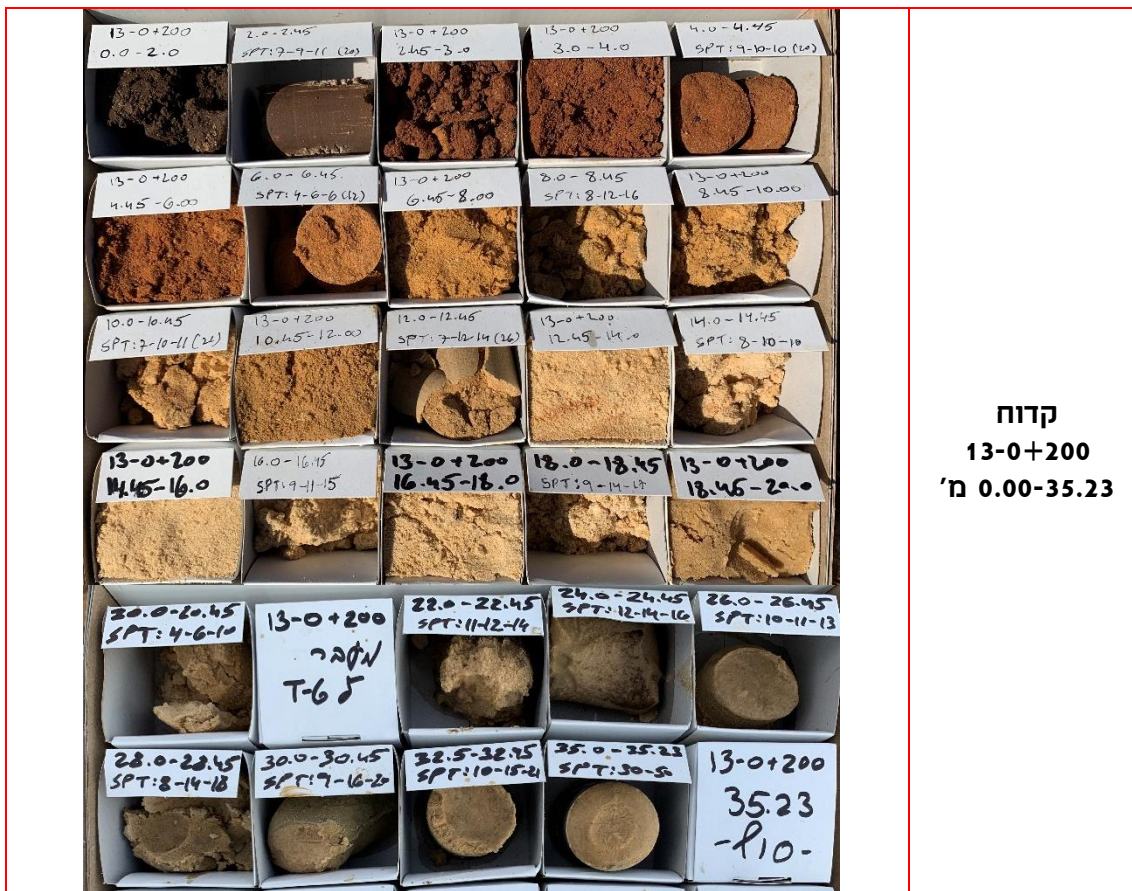 13-0+200
0.0-2.0
2.0-2.45
SPT: 7-9-11 (20)
13-0+200
2.45-3.0
13-0+200
3.0-4.0
4.0-4.45
SPT: 9-10-10 (20)
13-0+200
4.45-6.00
6.0-6.45
SPT: 4-6-6 (12)
13-0+200
6.45-8.00
8.0-8.45
SPT: 8-12-16
13-0+200
8.45-10.00
10.0-10.45
SPT: 7-10-11 (21)
13-0+200
10.45-12.00
12.0-12.45
SPT: 7-12-14 (26)
13-0+200
12.45-14.0
14.0-14.45
SPT: 8-10-10
13-0+200
14.45-16.0
16.0-16.45
SPT: 9-11-15
13-0+200
16.45-18.0
18.0-18.45
SPT: 9-14-17
13-0+200
18.45-20.0
20.0-20.45
SPT: 4-6-10
13-0+200
מעבר
ל T-6
22.0-22.45
SPT: 11-12-14
24.0-24.45
SPT: 12-14-16
26.0-26.45
SPT: 10-11-13
28.0-28.45
SPT: 8-14-18
30.0-30.45
SPT: 9-16-20
32.5-32.95
SPT: 10-15-21
35.0-35.23
SPT: 30-50
13-0+200
35.23
-סוף-
קדוח
13-0+200
0.00-35.23 מ'